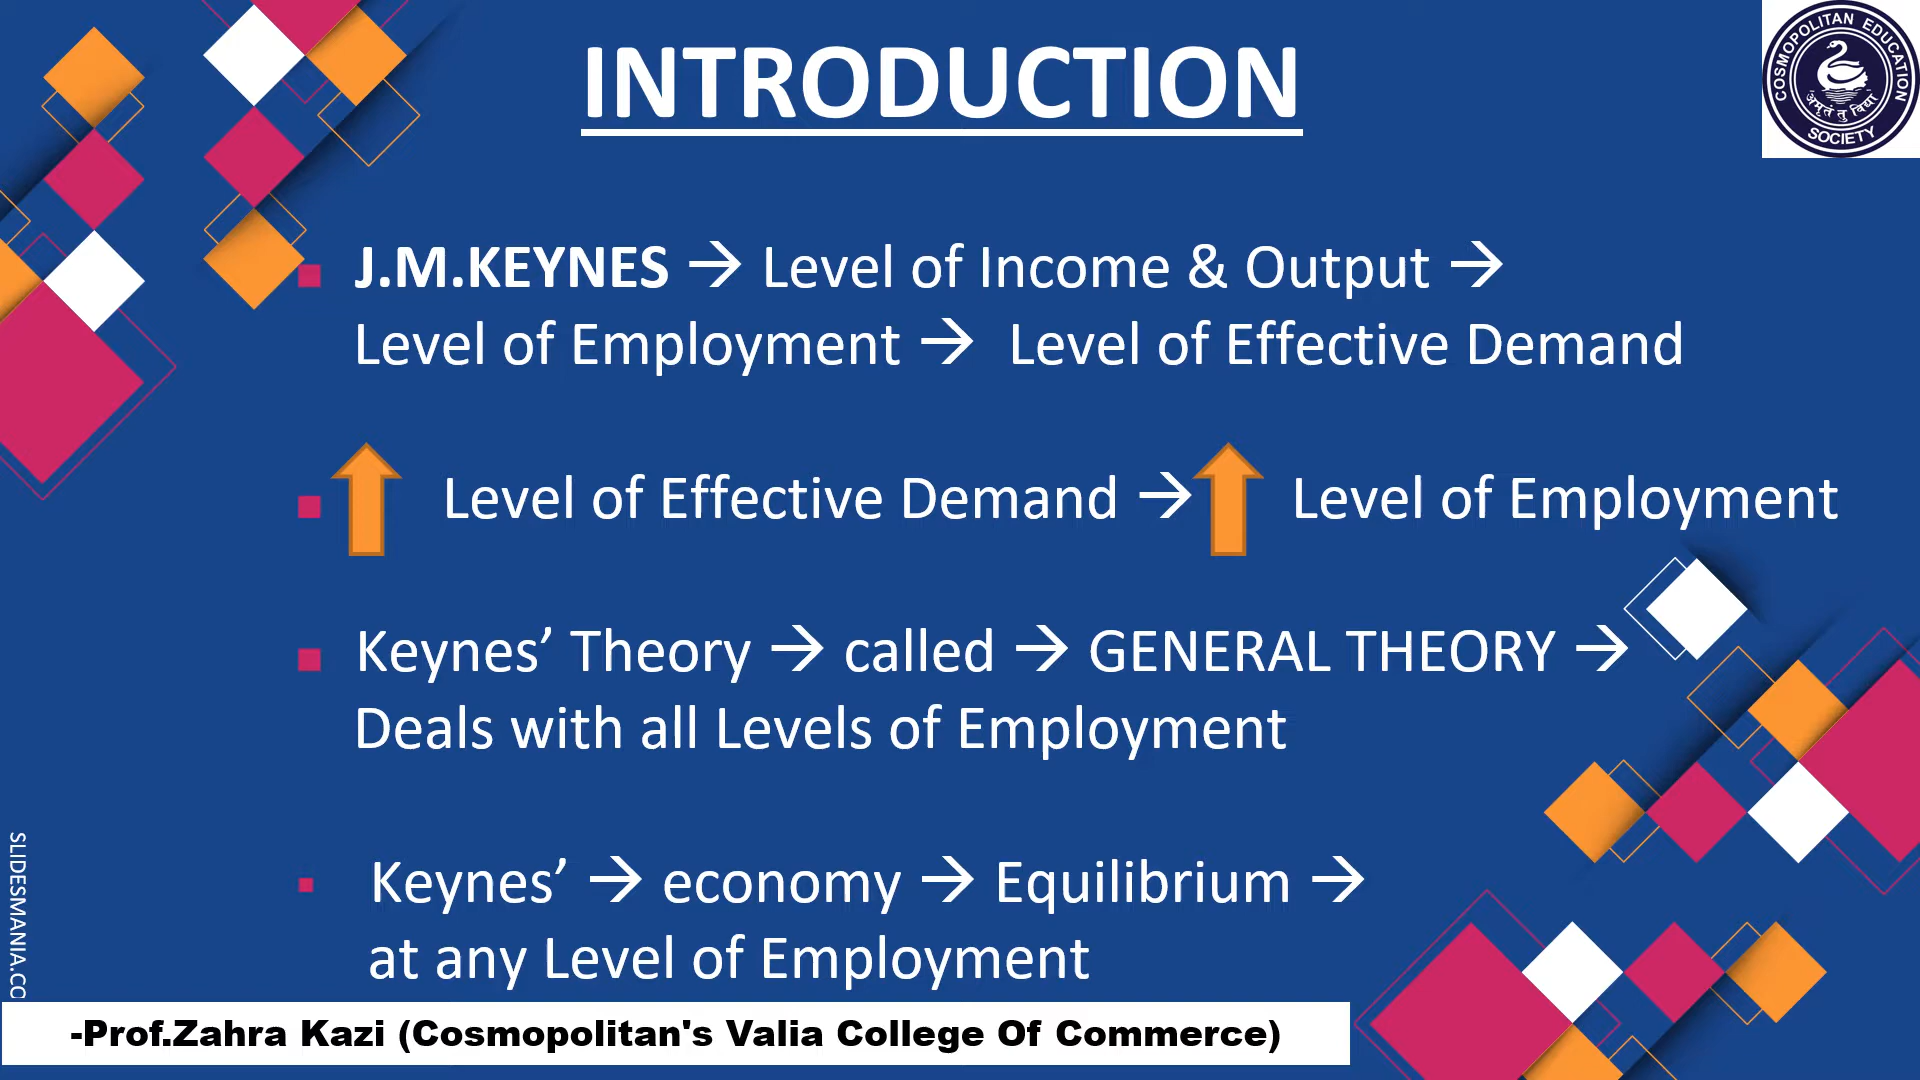 INTRODUCTION
COSMOPOLITAN EDUCATION
अमृतं तु विद्या
SOCIETY
J.M.KEYNES → Level of Income & Output →
Level of Employment → Level of Effective Demand
Level of Effective Demand → Level of Employment
Keynes’ Theory → called → GENERAL THEORY →
Deals with all Levels of Employment
Keynes’ → economy → Equilibrium →
at any Level of Employment
SLIDESMANIA.CO
-Prof.Zahra Kazi (Cosmopolitan's Valia College Of Commerce)